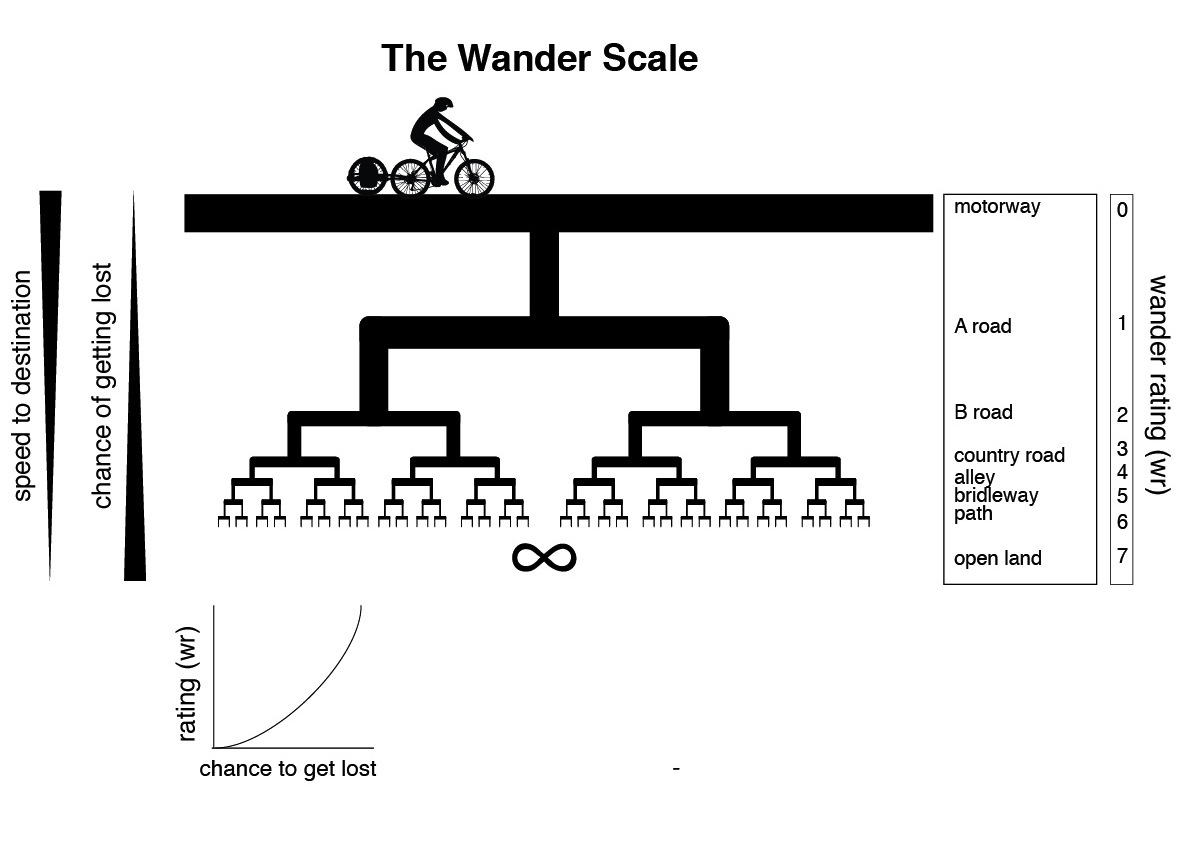 The Wander Scale
speed to destination
chance of getting lost
motorway
0
A road
1
B road
2
country road
3
alley
4
bridleway
5
path
6
open land
7
wander rating (wr)
∞
rating (wr)
chance to get lost
-